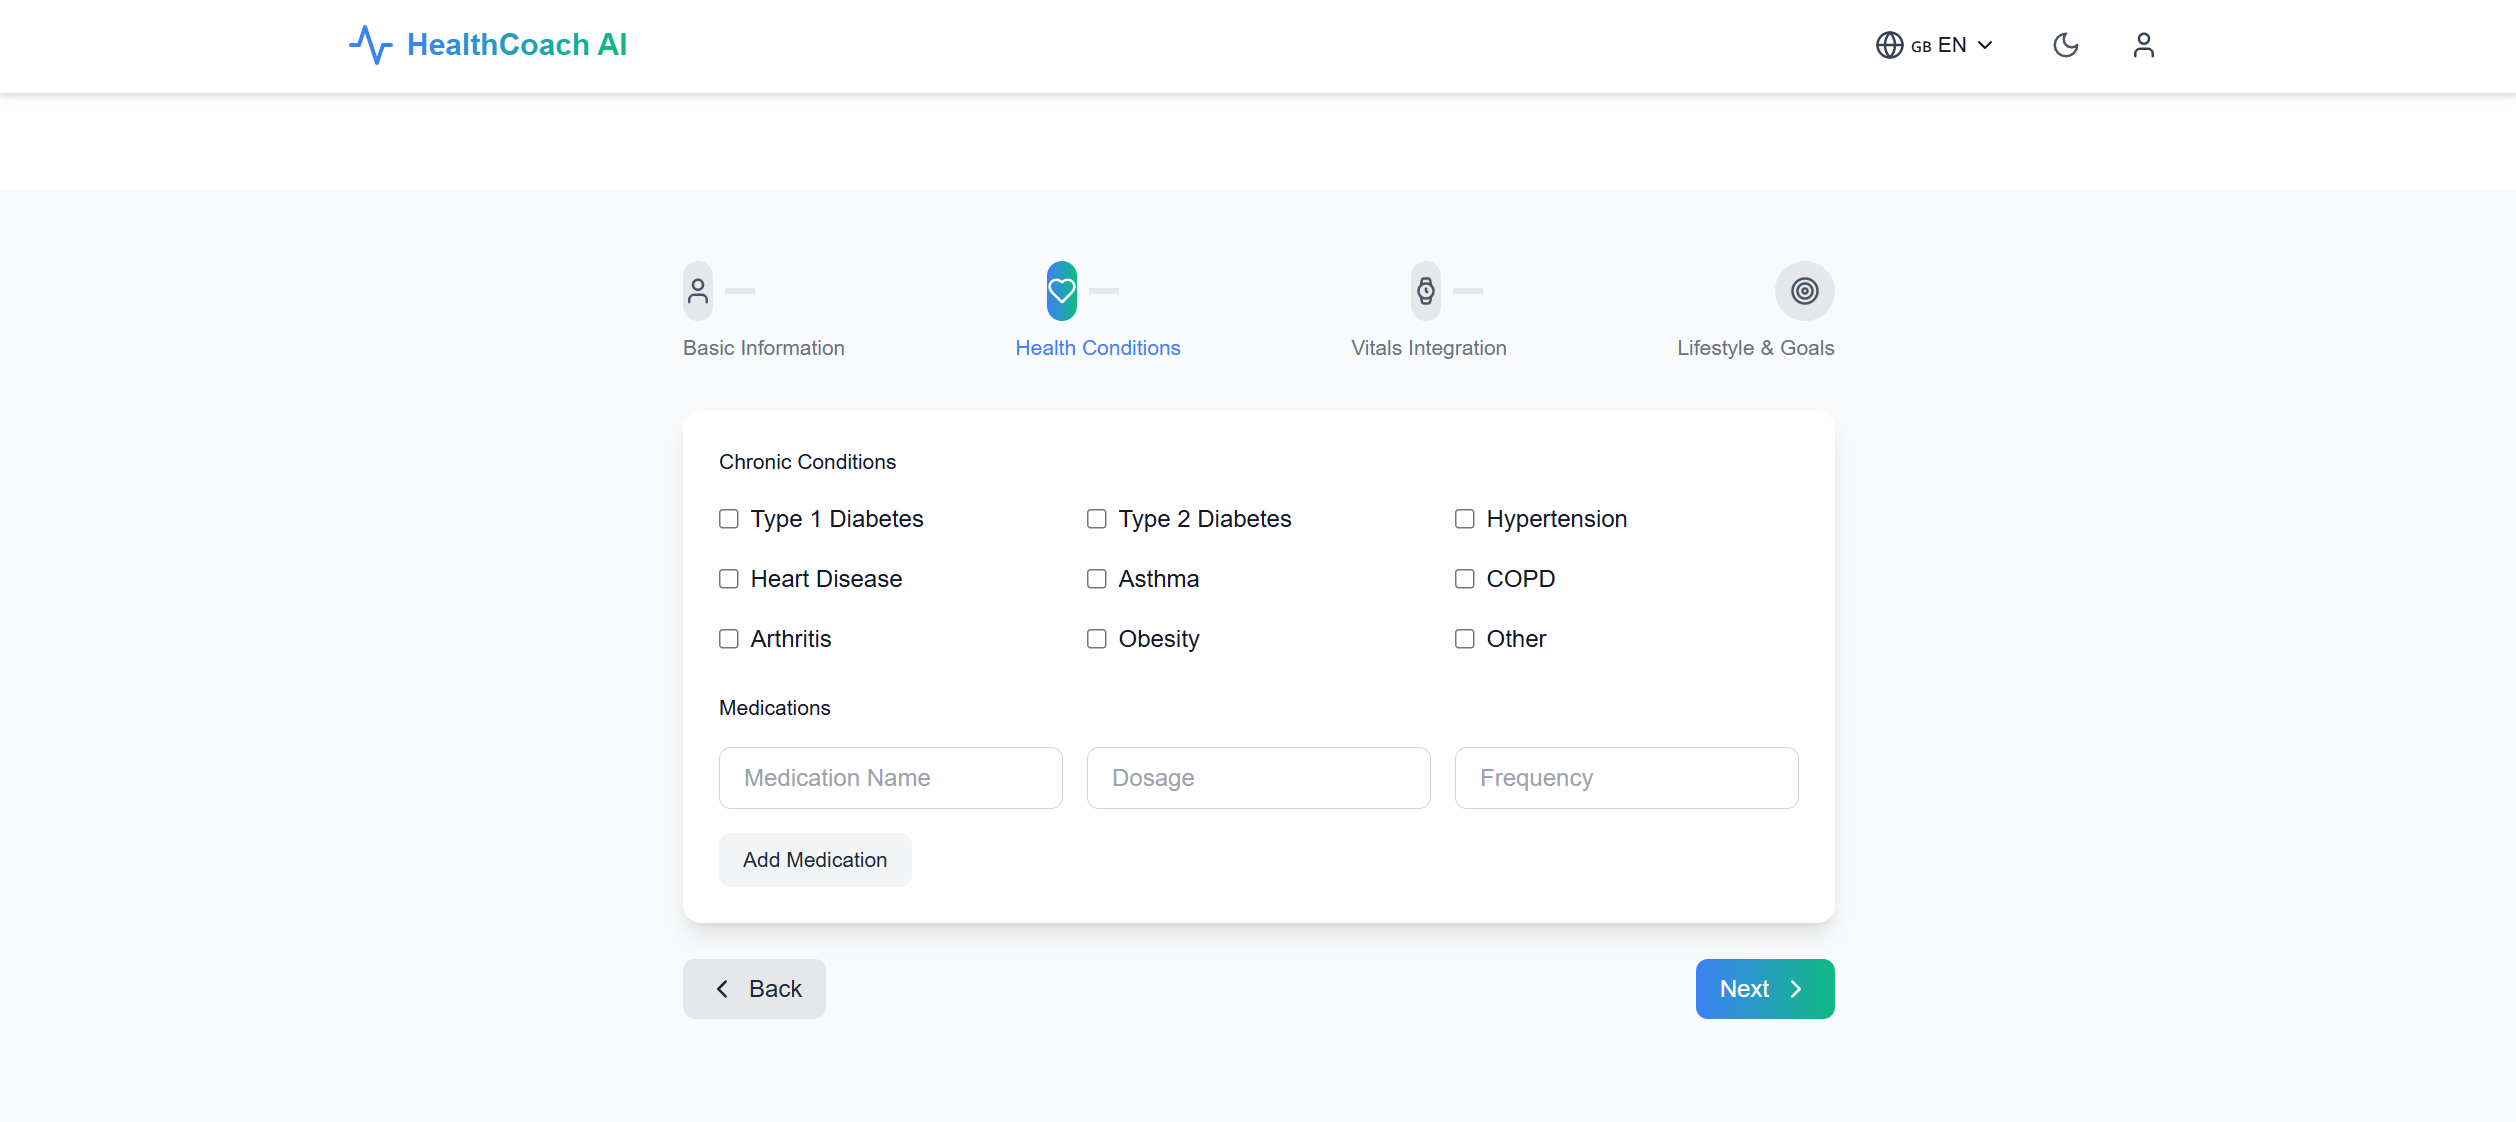 HealthCoach AI
GB EN
Basic Information
Health Conditions
Vitals Integration
Lifestyle & Goals
Chronic Conditions
Type 1 Diabetes
Type 2 Diabetes
Hypertension
Heart Disease
Asthma
COPD
Arthritis
Obesity
Other
Medications
Medication Name
Dosage
Frequency
Add Medication
Back
Next